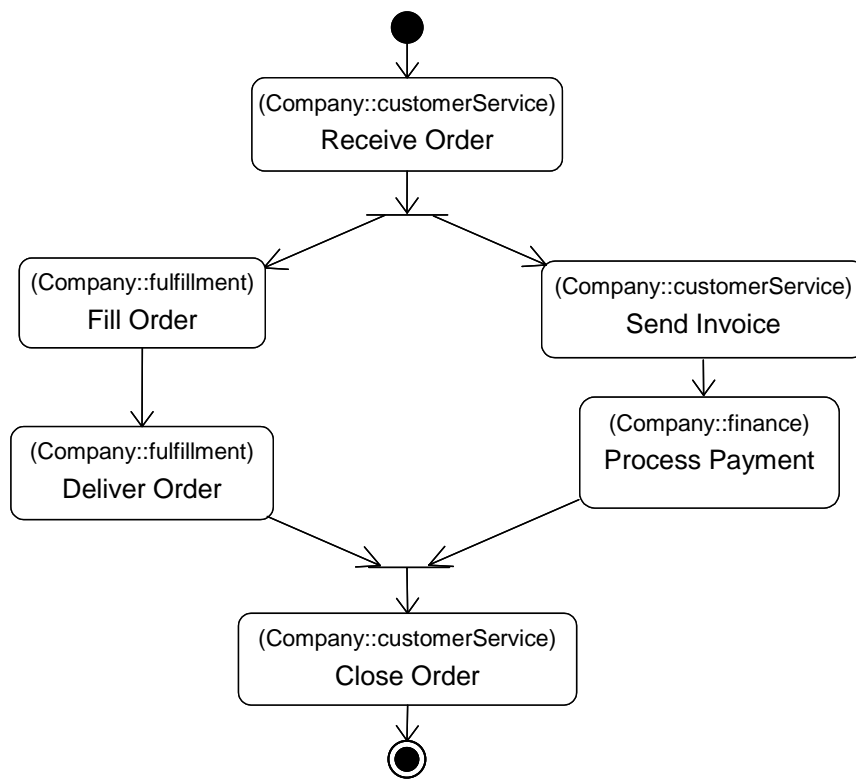 (Company::customerService)
Receive Order
(Company::fulfillment)
Fill Order
(Company::customerService)
Send Invoice
(Company::fulfillment)
Deliver Order
(Company::finance)
Process Payment
(Company::customerService)
Close Order